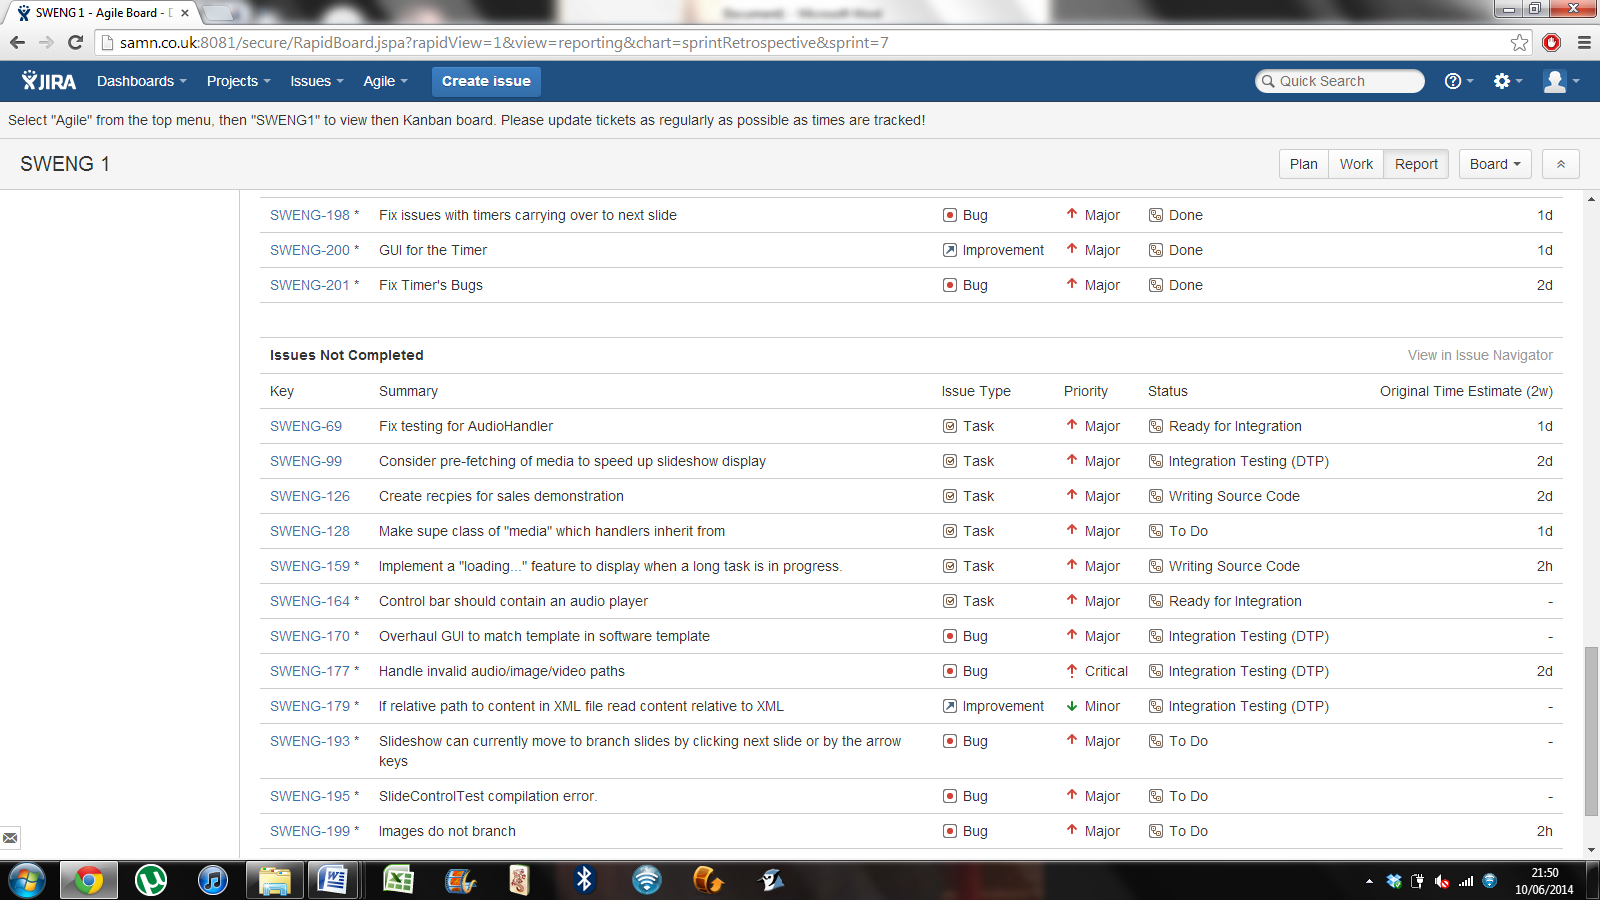 SWENG 1 - Agile Board - D
Document1 - Microsoft Word
samn.co.uk:8081/secure/RapidBoard.jspa?rapidView=1&view=reporting&chart=sprintRetrospective&sprint=7
JIRA Dashboards Projects Issues Agile Create issue Quick Search
Select "Agile" from the top menu, then "SWENG1" to view then Kanban board. Please update tickets as regularly as possible as times are tracked!
SWENG 1 Plan Work Report Board
SWENG-198 * Fix issues with timers carrying over to next slide Bug Major Done 1d
SWENG-200 * GUI for the Timer Improvement Major Done 1d
SWENG-201 * Fix Timer's Bugs Bug Major Done 2d
Issues Not Completed View in Issue Navigator
Key Summary Issue Type Priority Status Original Time Estimate (2w)
SWENG-69 Fix testing for AudioHandler Task Major Ready for Integration 1d
SWENG-99 Consider pre-fetching of media to speed up slideshow display Task Major Integration Testing (DTP) 2d
SWENG-126 Create recpies for sales demonstration Task Major Writing Source Code 2d
SWENG-128 Make supe class of "media" which handlers inherit from Task Major To Do 1d
SWENG-159 * Implement a "loading..." feature to display when a long task is in progress. Task Major Writing Source Code 2h
SWENG-164 * Control bar should contain an audio player Task Major Ready for Integration -
SWENG-170 * Overhaul GUI to match template in software template Bug Major Integration Testing (DTP) -
SWENG-177 * Handle invalid audio/image/video paths Bug Critical Integration Testing (DTP) 2d
SWENG-179 * If relative path to content in XML file read content relative to XML Improvement Minor Integration Testing (DTP) -
SWENG-193 * Slideshow can currently move to branch slides by clicking next slide or by the arrow Bug Major To Do -
keys
SWENG-195 * SlideControlTest compilation error. Bug Major To Do -
SWENG-199 * Images do not branch Bug Major To Do 2h
21:50
10/06/2014